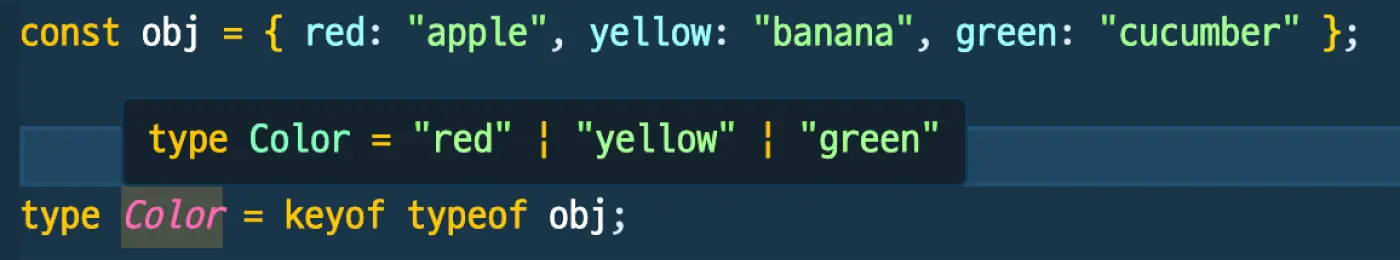 const obj = { red: "apple", yellow: "banana", green: "cucumber" };
type Color = "red" | "yellow" | "green"
type Color = keyof typeof obj;